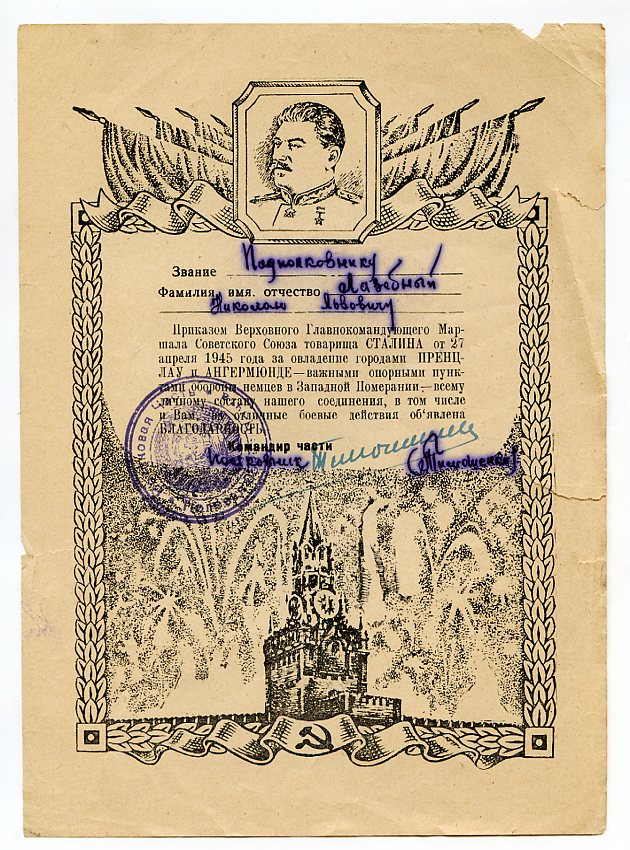 Звание Подполковнику
Фамилия, имя, отчество Лазебный
Николаю Львовичу
Приказом Верховного Главнокомандующего Мар-
шала Советского Союза товарища СТАЛИНА от 27
апреля 1945 года за овладение городами ПРЕНЦ-
ЛАУ и АНГЕРМЮНДЕ—важными опорными пунк-
тами обороны немцев в Западной Померании—всему
личному составу нашего соединения, в том числе
и Вам, за отличные боевые действия об‘явлена
БЛАГОДАРНОСТЬ.
Командир части
Полковник